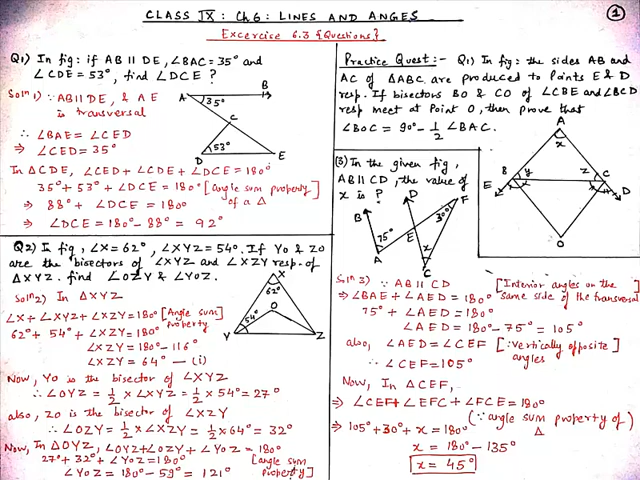 CLASS IX : Ch 6 : LINES AND ANGES
①
Excercise 6.3 {Questions}
Q1) In fig: if AB || DE, ∠BAC = 35° and
∠CDE = 53°, find ∠DCE ?
Soln 1) ∵ AB || DE, & AE
is transversal
∴ ∠BAE = ∠CED
⇒ ∠CED = 35°
In △CDE, ∠CED + ∠CDE + ∠DCE = 180°
35° + 53° + ∠DCE = 180° [angle sum property
of a △
⇒ 88° + ∠DCE = 180°
⇒ ∠DCE = 180° - 88° = 92°
A B C D E
35°
53°
Q2) In fig, ∠X = 62°, ∠XYZ = 54°. If YO & ZO
are the bisectors of ∠XYZ and ∠XZY resp. of
△XYZ. find ∠OZY & ∠YOZ.
Soln 2) In △XYZ
∠X + ∠XYZ + ∠XZY = 180° [Angle sum
property]
62° + 54° + ∠XZY = 180°
∠XZY = 180° - 116°
∠XZY = 64° — (i)
X
62°
O
54°
Y Z
Now, YO is the bisector of ∠XYZ
∴ ∠OYZ = 1/2 × ∠XYZ = 1/2 × 54° = 27°
also, ZO is the bisector of ∠XZY
∴ ∠OZY = 1/2 × ∠XZY = 1/2 × 64° = 32°
Now, In △OYZ, ∠OYZ + ∠OZY + ∠YOZ = 180°
27° + 32° + ∠YOZ = 180° [angle sum
property]
∠YOZ = 180° - 59° = 121°
Practice Quest:- Q1) In fig: the sides AB and
AC of △ABC are produced to Points E & D
resp. If bisectors BO & CO of ∠CBE and ∠BCD
resp meet at Point O, then prove that
∠BOC = 90° - 1/2 ∠BAC.
A
x
B y z C
E D
O
(3) In the given fig,
AB || CD, the value of
x is ?
B D F
30°
75° E
A x
C
Soln 3) ∵ AB || CD [Interior angles on the
same side of the transversal
⇒ ∠BAE + ∠AED = 180°
75° + ∠AED = 180°
∠AED = 180° - 75° = 105°
also, ∠AED = ∠CEF [∵ vertically opposite
angles]
∴ ∠CEF = 105°
Now, In △CEF,
⇒ ∠CEF + ∠EFC + ∠FCE = 180°
(∵ angle sum property of
△)
⇒ 105° + 30° + x = 180°
x = 180° - 135°
x = 45°